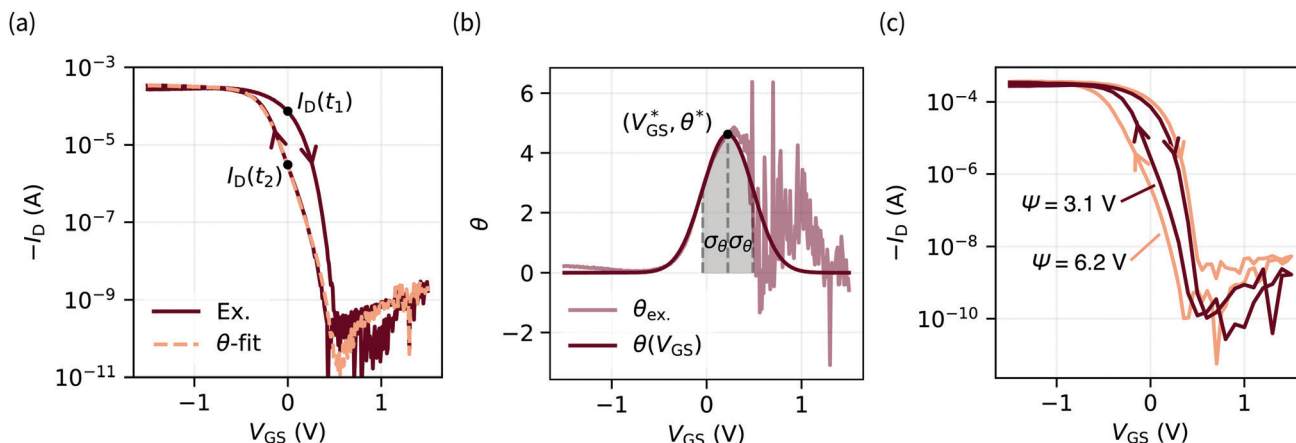 (a)
10⁻³
10⁻⁵
10⁻⁷
10⁻⁹
10⁻¹¹
−I_D (A)
I_D(t₁)
I_D(t₂)
Ex.
θ-fit
−1
0
1
V_GS (V)
(b)
6
4
2
0
−2
θ
(V*_GS, θ*)
σ_θ σ_θ
θ_ex.
θ(V_GS)
−1
0
1
V_GS (V)
(c)
10⁻⁴
10⁻⁶
10⁻⁸
10⁻¹⁰
−I_D (A)
Ψ = 3.1 V
Ψ = 6.2 V
−1
0
1
V_GS (V)